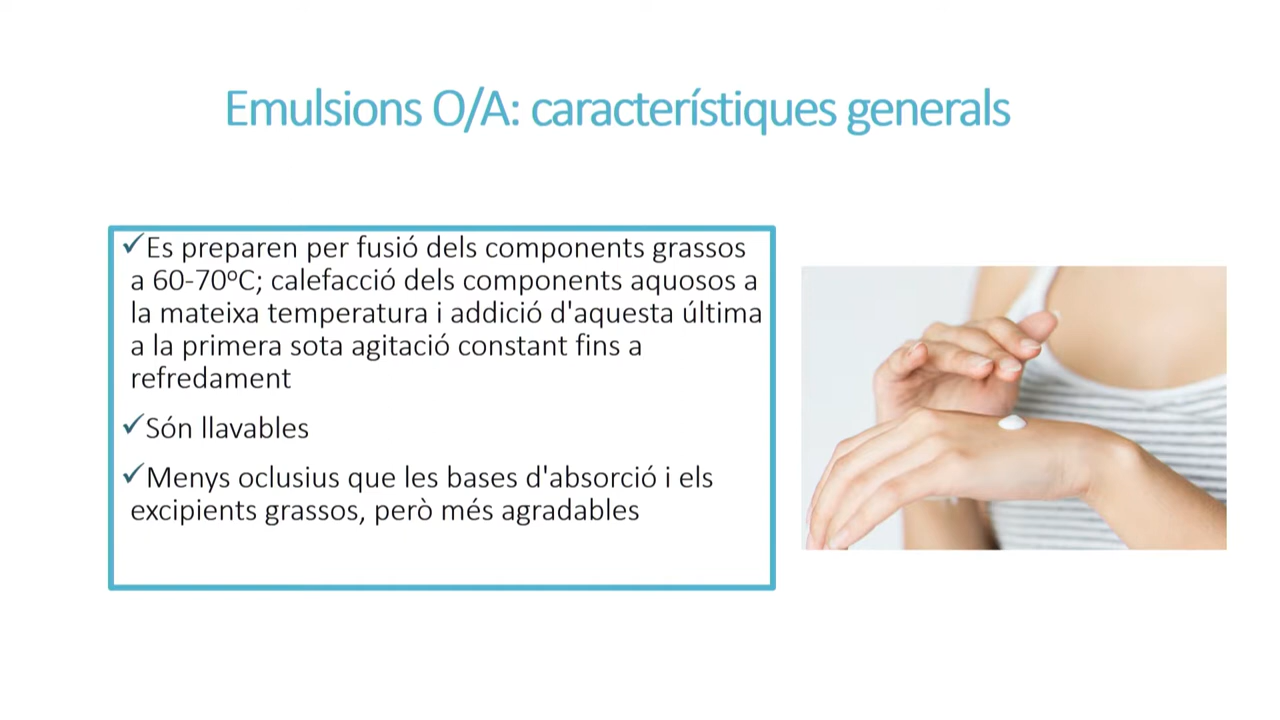 Emulsions O/A: característiques generals
✓Es preparen per fusió dels components grassos
a 60-70ºC; calefacció dels components aquosos a
la mateixa temperatura i addició d'aquesta última
a la primera sota agitació constant fins a
refredament
✓Són llavables
✓Menys oclusius que les bases d'absorció i els
excipients grassos, però més agradables